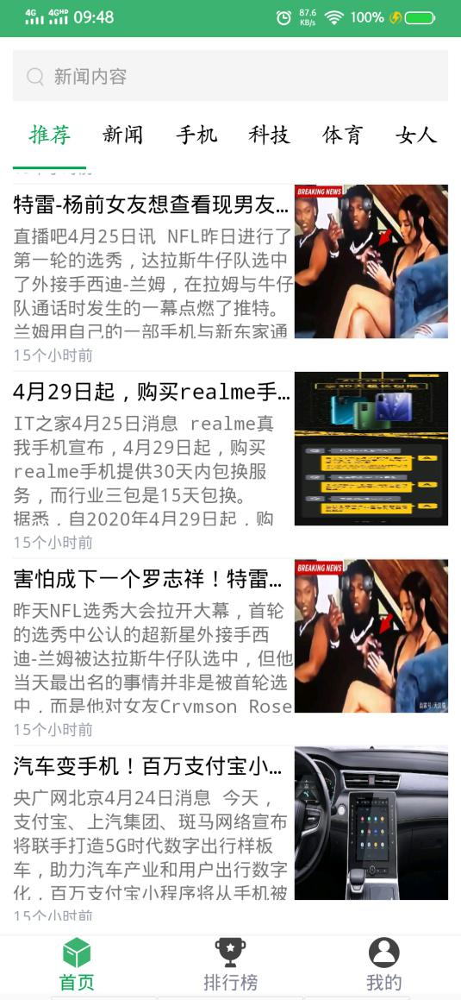 4G 4GHD 09:48 87.6 KB/s 100%
新闻内容
推荐 新闻 手机 科技 体育 女人
特雷-杨前女友想查看现男友...
直播吧4月25日讯 NFL昨日进行了
第一轮的选秀，达拉斯牛仔队选中
了外接手西迪-兰姆，在拉姆与牛仔
队通话时发生的一幕点燃了推特。
兰姆用自己的一部手机与新东家通
15个小时前
BREAKING NEWS
4月29日起，购买realme手...
IT之家4月25日消息 realme真
我手机宣布，4月29日起，购买
realme手机提供30天内包换服
务，而行业三包是15天包换。
据悉，自2020年4月29日起，购
15个小时前
害怕成下一个罗志祥！特雷...
昨天NFL选秀大会拉开大幕，首轮
的选秀中公认的超新星外接手西
迪-兰姆被达拉斯牛仔队选中，但他
当天最出名的事情并非是被首轮选
中，而是他对女友Crymson Rose
15个小时前
BREAKING NEWS
汽车变手机！百万支付宝小...
央广网北京4月24日消息 今天，
支付宝、上汽集团、斑马网络宣布
将联手打造5G时代数字出行样板
车，助力汽车产业和用户出行数字
化，百万支付宝小程序将从手机被
15个小时前
首页 排行榜 我的